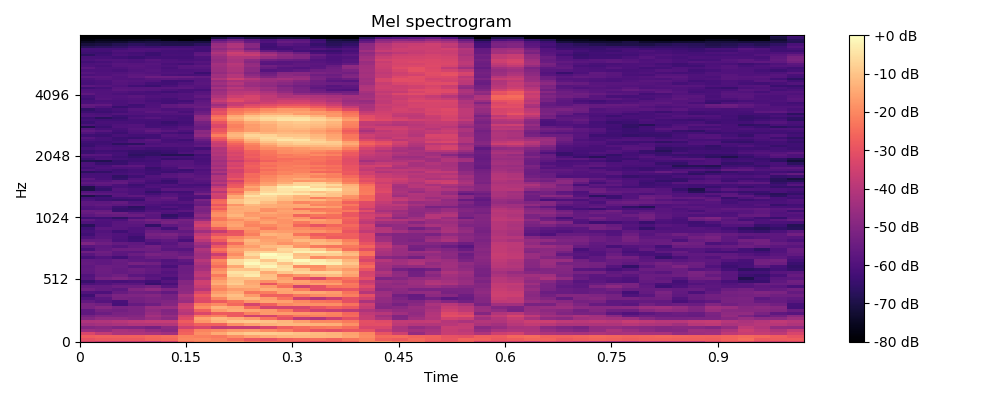 Mel spectrogram
Hz
4096
2048
1024
512
0
0 0.15 0.3 0.45 0.6 0.75 0.9
Time
+0 dB
-10 dB
-20 dB
-30 dB
-40 dB
-50 dB
-60 dB
-70 dB
-80 dB